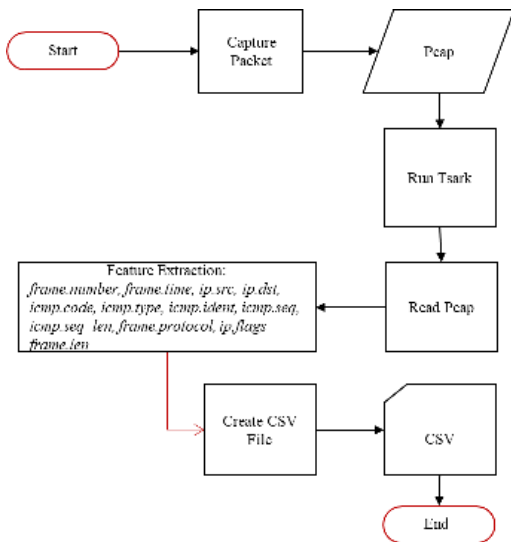 Start
Capture
Packet
Pcap
Run Tsark
Read Pcap
Feature Extraction:
frame.number, frame.time, ip.src, ip.dst,
icmp.code, icmp.type, icmp.ident, icmp.seq,
icmp.seq_len, frame.protocol, ip.flags
frame.len
Create CSV
File
CSV
End